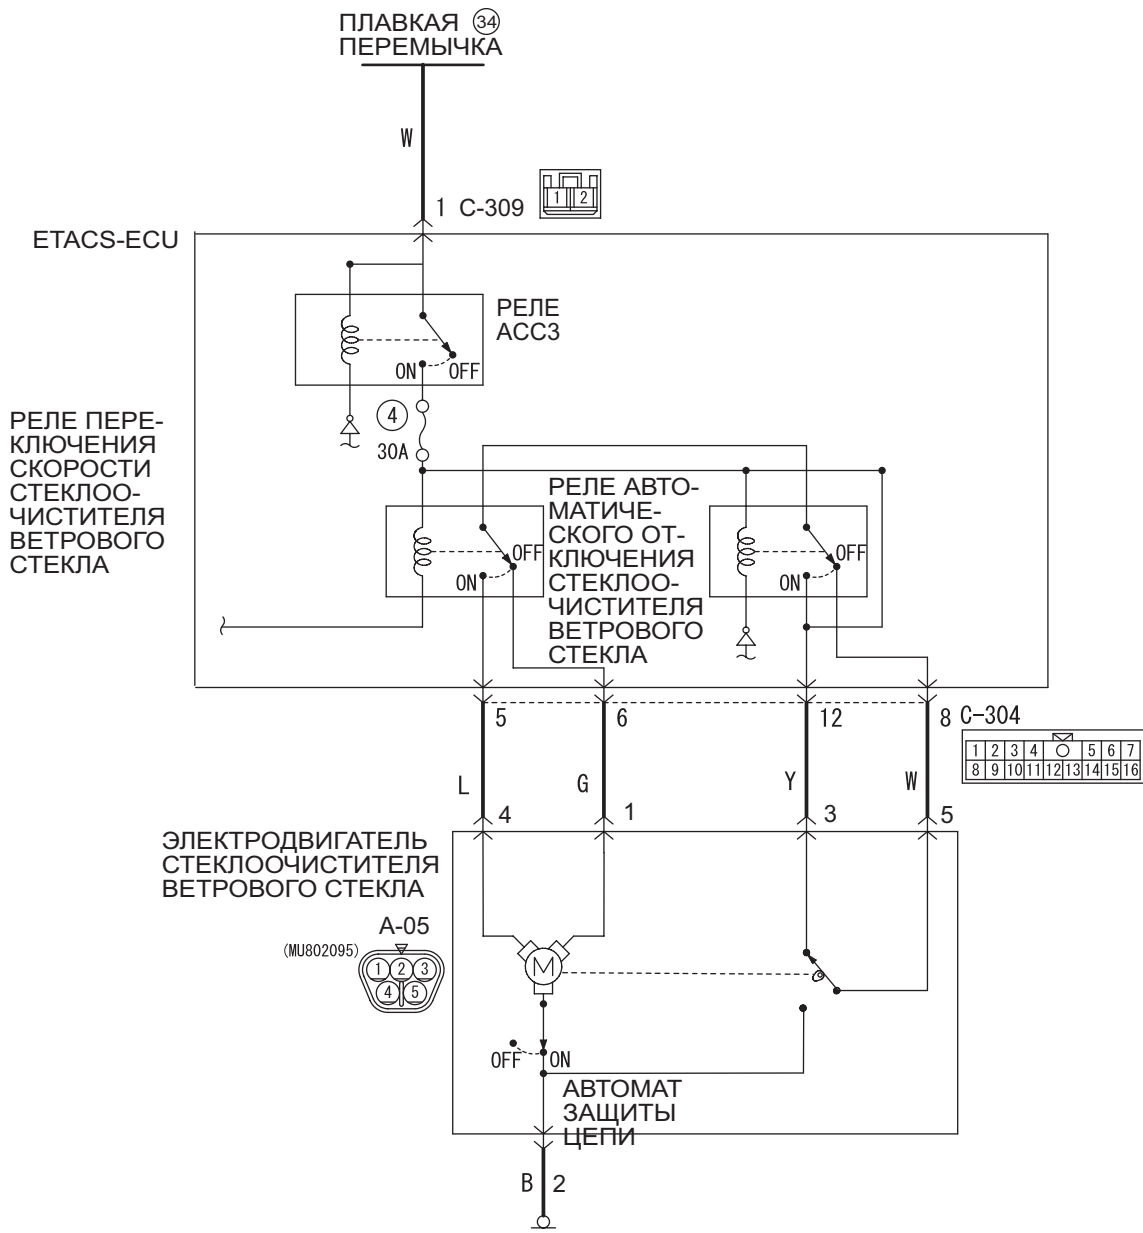 ПЛАВКАЯ 34
ПЕРЕМЫЧКА
W
1 C-309
1 2
ETACS-ECU
РЕЛЕ
ACC3
ON OFF
4
30A
РЕЛЕ ПЕРЕ-
КЛЮЧЕНИЯ
СКОРОСТИ
СТЕКЛОО-
ЧИСТИТЕЛЯ
ВЕТРОВОГО
СТЕКЛА
OFF
ON
РЕЛЕ АВТО-
МАТИЧЕ-
СКОГО ОТ-
КЛЮЧЕНИЯ
СТЕКЛОО-
ЧИСТИТЕЛЯ
ВЕТРОВОГО
СТЕКЛА
OFF
ON
5 6 12 8 C-304
1 2 3 4 5 6 7
8 9 10 11 12 13 14 15 16
L G Y W
4 1 3 5
ЭЛЕКТРОДВИГАТЕЛЬ
СТЕКЛООЧИСТИТЕЛЯ
ВЕТРОВОГО СТЕКЛА
A-05
(MU802095)
1 2 3
4 5
M
OFF ON
АВТОМАТ
ЗАЩИТЫ
ЦЕПИ
B 2